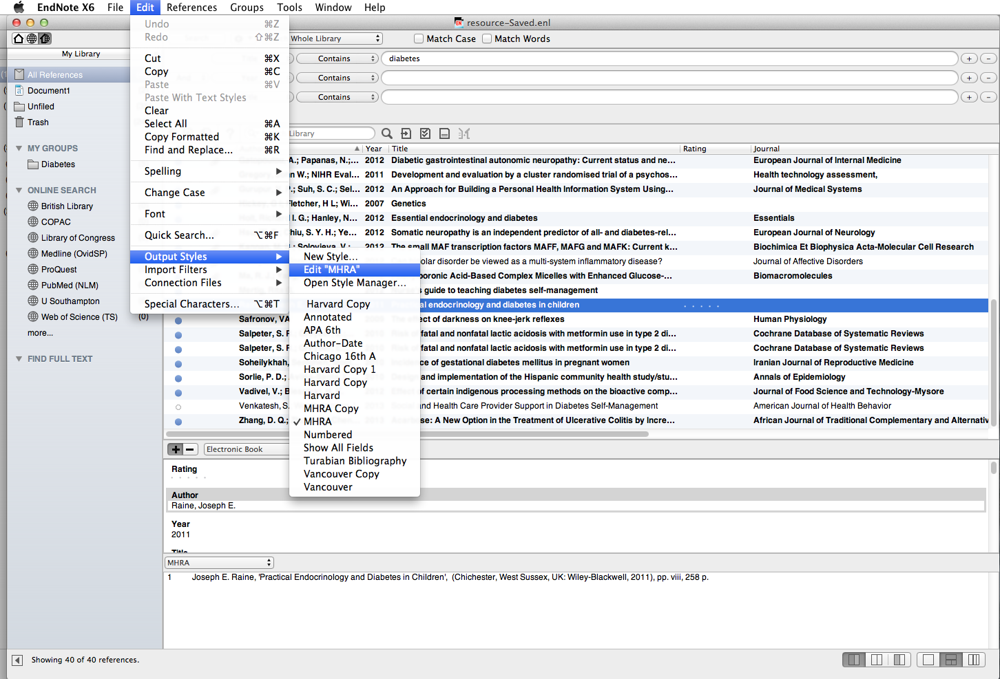 EndNote X6 File Edit References Groups Tools Window Help
resource-Saved.enl
Whole Library Match Case Match Words
My Library
All References
Document1
Unfiled
Trash
MY GROUPS
Diabetes
ONLINE SEARCH
British Library
COPAC
Library of Congress
Medline (OvidSP)
ProQuest
PubMed (NLM)
U Southampton
Web of Science (TS) (0)
more...
FIND FULL TEXT
Undo ⌘Z
Redo ⇧⌘Z
Cut ⌘X
Copy ⌘C
Paste ⌘V
Paste With Text Styles
Clear
Select All ⌘A
Copy Formatted ⌘K
Find and Replace... ⌘R
Spelling
Change Case
Font
Quick Search... ⌥⌘F
Output Styles
Import Filters
Connection Files
Special Characters... ⌥⌘T
New Style...
Edit "MHRA"
Open Style Manager...
Harvard Copy
Annotated
APA 6th
Author-Date
Chicago 16th A
Harvard Copy 1
Harvard Copy
Harvard
MHRA Copy
✓ MHRA
Numbered
Show All Fields
Turabian Bibliography
Vancouver Copy
Vancouver
Contains diabetes + -
Contains + -
Contains + -
Library
Year Title Rating Journal
A.; Papanas, N.;... 2012 Diabetic gastrointestinal autonomic neuropathy: Current status and ne... European Journal of Internal Medicine
W.; NIHR Eval... 2011 Development and evaluation by a cluster randomised trial of a psychos... Health technology assessment,
Suh, S. C.; Sel... 2012 An Approach for Building a Personal Health Information System Using... Journal of Medical Systems
Fletcher, H L; Wi... 2007 Genetics
I. G.; Hanley, N... 2012 Essential endocrinology and diabetes Essentials
Chiu, S. Y. H.; Ye... 2012 Somatic neuropathy is an independent predictor of all- and diabetes-rel... European Journal of Neurology
Solovieva, V.; 2012 The small MAF transcription factors MAFF, MAFG and MAFK: Current k... Biochimica Et Biophysica Acta-Molecular Cell Research
disorder be viewed as a multi-system inflammatory disease? Journal of Affective Disorders
Acid-Based Complex Micelles with Enhanced Glucose-... Biomacromolecules
guide to teaching diabetes self-management
endocrinology and diabetes in children
Safronov, VA of darkness on knee-jerk reflexes Human Physiology
Salpeter, S. fatal and nonfatal lactic acidosis with metformin use in type 2 di... Cochrane Database of Systematic Reviews
Salpeter, S. fatal and nonfatal lactic acidosis with metformin use in type 2 di... Cochrane Database of Systematic Reviews
Soheilykhah, of gestational diabetes mellitus in pregnant women Iranian Journal of Reproductive Medicine
Sorlie, P. D.; and implementation of the Hispanic community health study/stu... Annals of Epidemiology
Vadivel, V.; of certain indigenous processing methods on the bioactive comp... Journal of Food Science and Technology-Mysore
Venkatesh, S. and Health Care Provider Support in Diabetes Self-Management American Journal of Health Behavior
Zhang, D. Q.; A New Option in the Treatment of Ulcerative Colitis by Incre... African Journal of Traditional Complementary and Alternativ
+ - Electronic Book
Rating
Author
Raine, Joseph E.
Year
2011
Title
MHRA
1 Joseph E. Raine, 'Practical Endocrinology and Diabetes in Children', (Chichester, West Sussex, UK: Wiley-Blackwell, 2011), pp. viii, 258 p.
Showing 40 of 40 references.